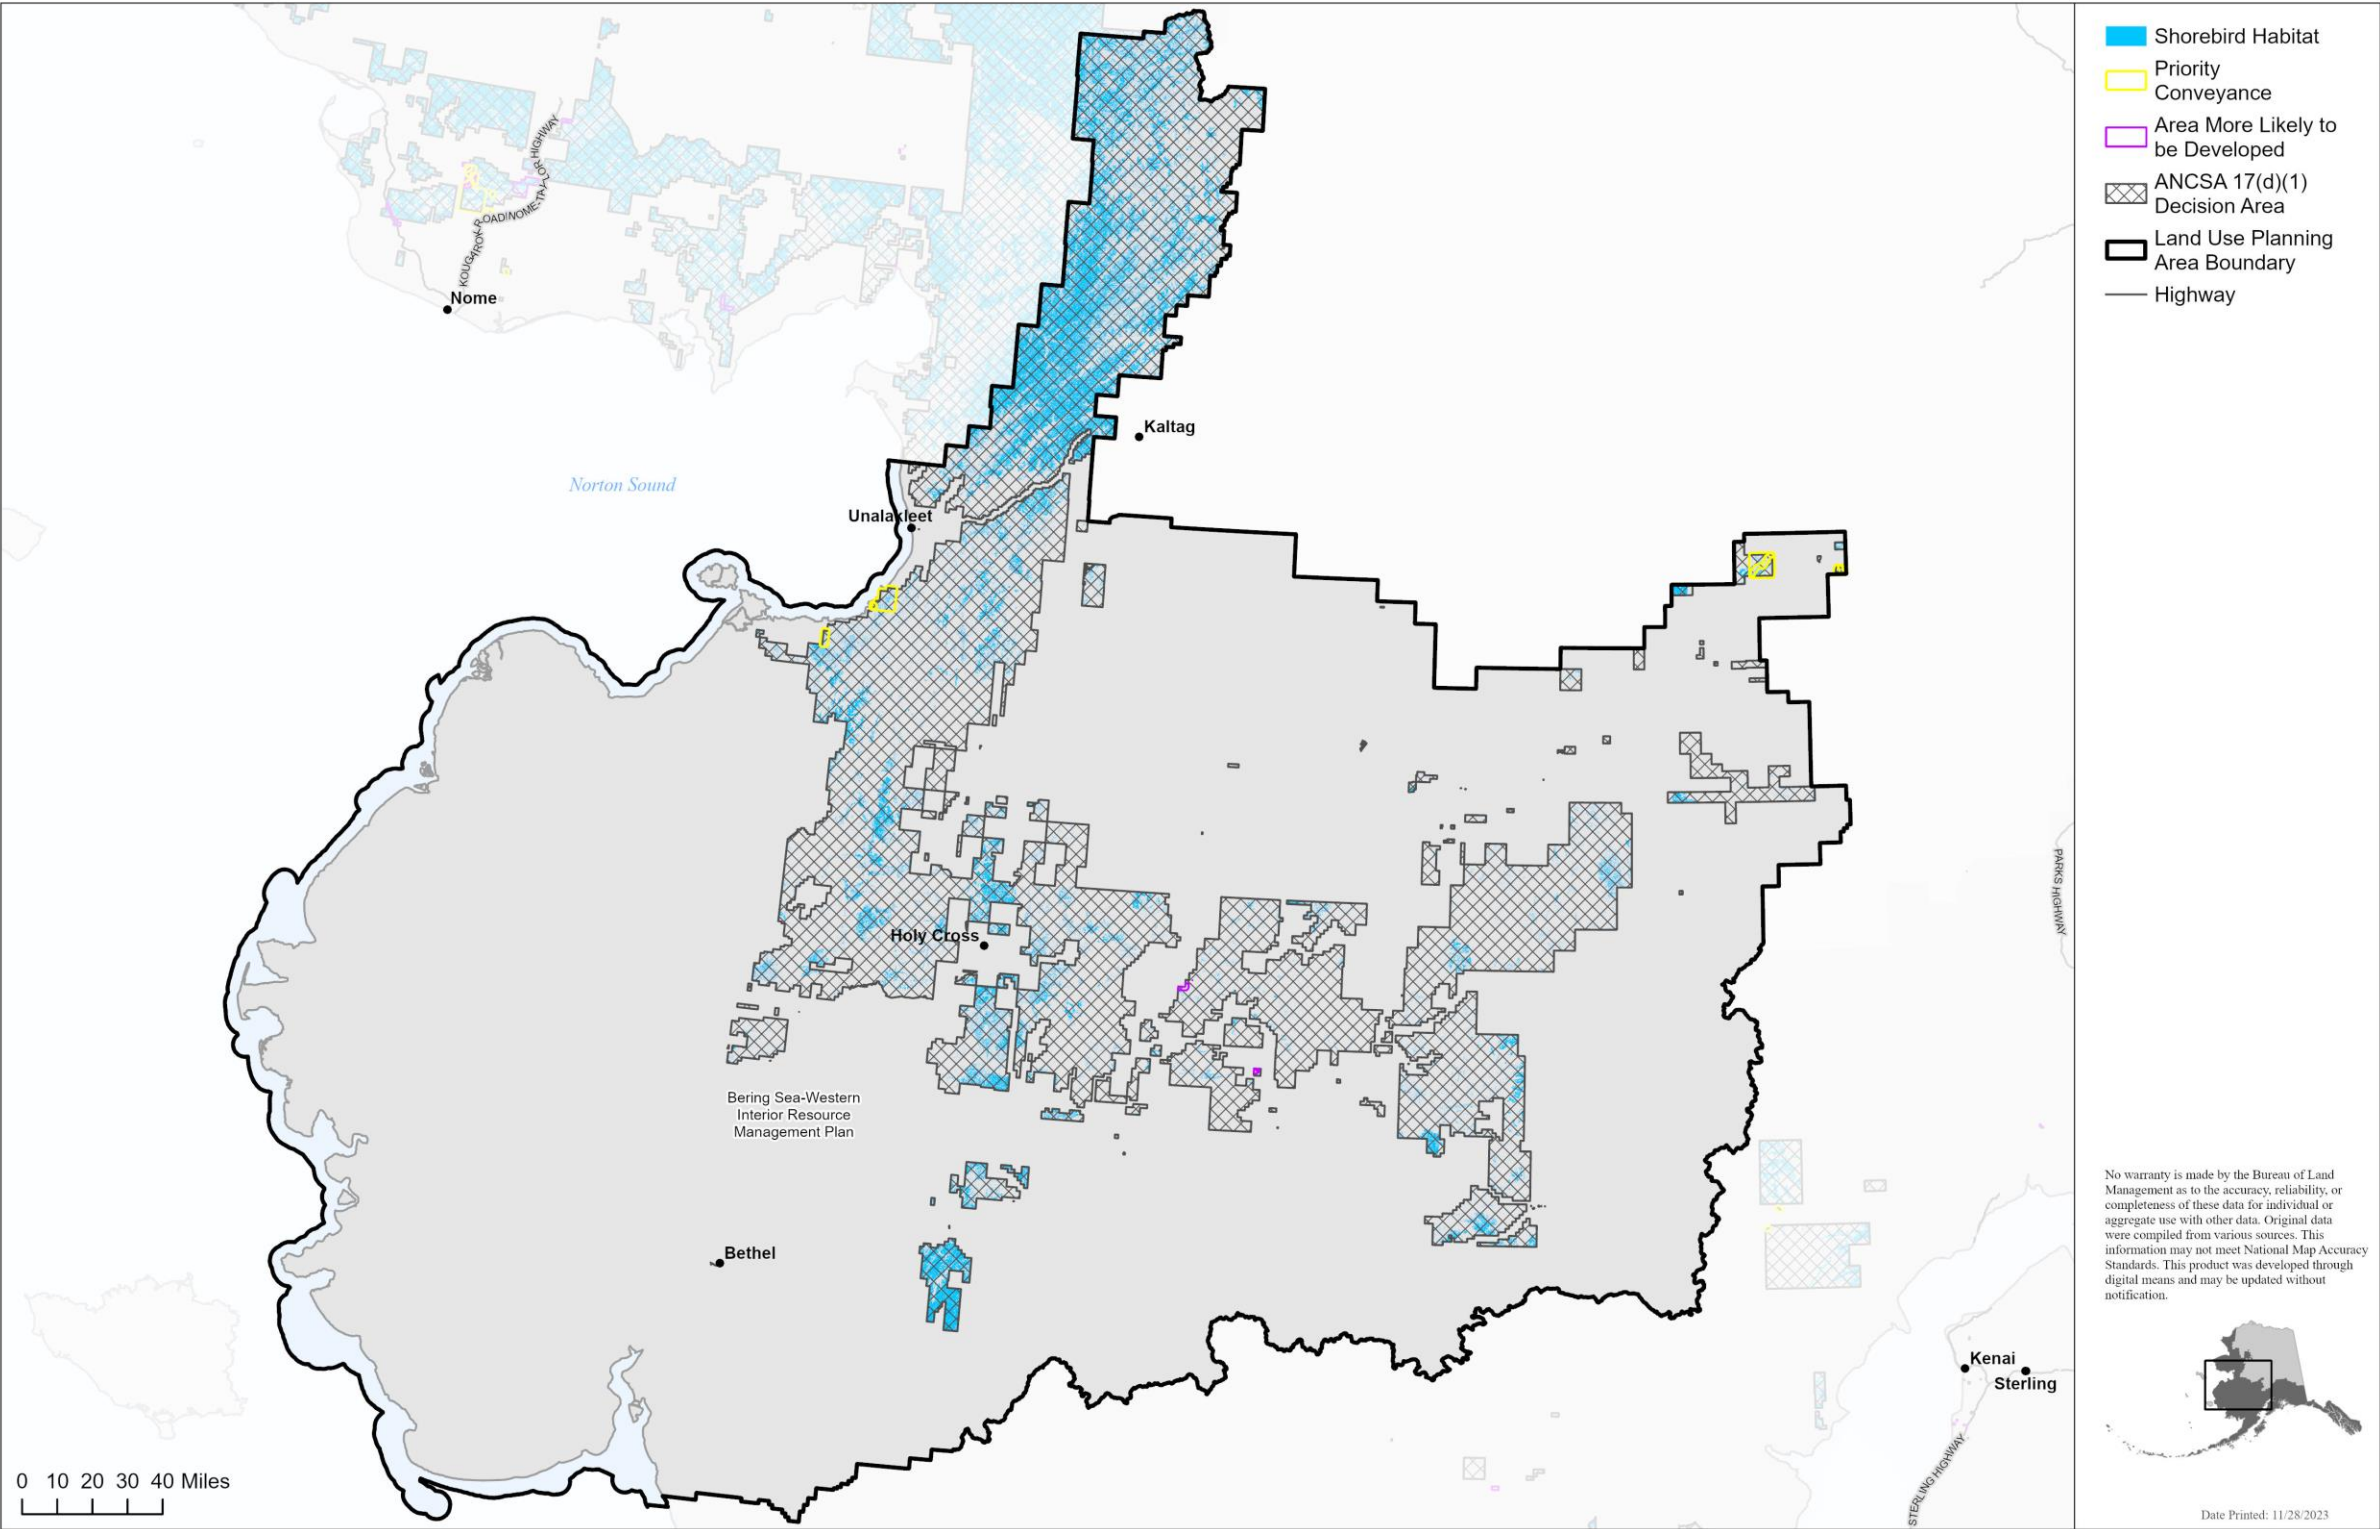 Shorebird Habitat
Priority
Conveyance
Area More Likely to
be Developed
ANCSA 17(d)(1)
Decision Area
Land Use Planning
Area Boundary
Highway
KOUGAROK ROAD/NOME-TAYLOR HIGHWAY
Nome
Kaltag
Norton Sound
Unalakleet
PARKS HIGHWAY
Holy Cross
Bering Sea-Western
Interior Resource
Management Plan
Bethel
Kenai
Sterling
STERLING HIGHWAY
0 10 20 30 40 Miles
No warranty is made by the Bureau of Land
Management as to the accuracy, reliability, or
completeness of these data for individual or
aggregate use with other data. Original data
were compiled from various sources. This
information may not meet National Map Accuracy
Standards. This product was developed through
digital means and may be updated without
notification.
Date Printed: 11/28/2023